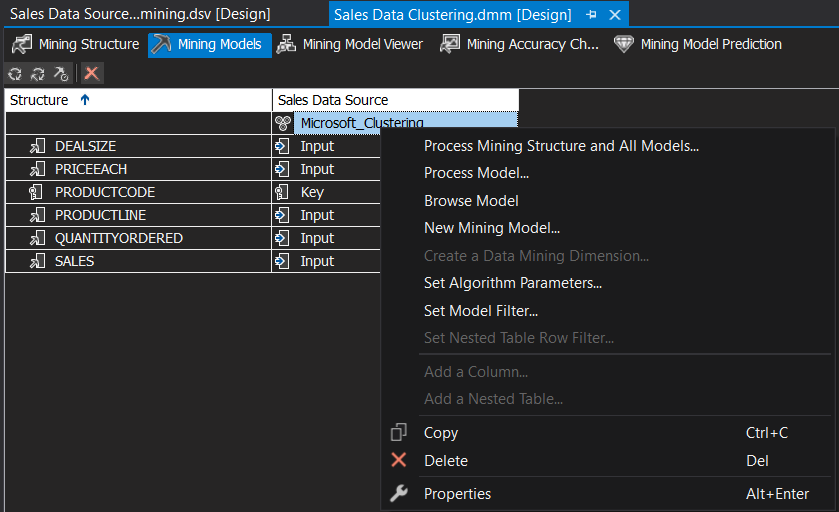 Sales Data Source...mining.dsv [Design]
Sales Data Clustering.dmm [Design]
Mining Structure
Mining Models
Mining Model Viewer
Mining Accuracy Ch...
Mining Model Prediction
Structure
Sales Data Source
Microsoft_Clustering
DEALSIZE
Input
PRICEEACH
Input
PRODUCTCODE
Key
PRODUCTLINE
Input
QUANTITYORDERED
Input
SALES
Input
Process Mining Structure and All Models...
Process Model...
Browse Model
New Mining Model...
Create a Data Mining Dimension...
Set Algorithm Parameters...
Set Model Filter...
Set Nested Table Row Filter...
Add a Column...
Add a Nested Table...
Copy Ctrl+C
Delete Del
Properties Alt+Enter